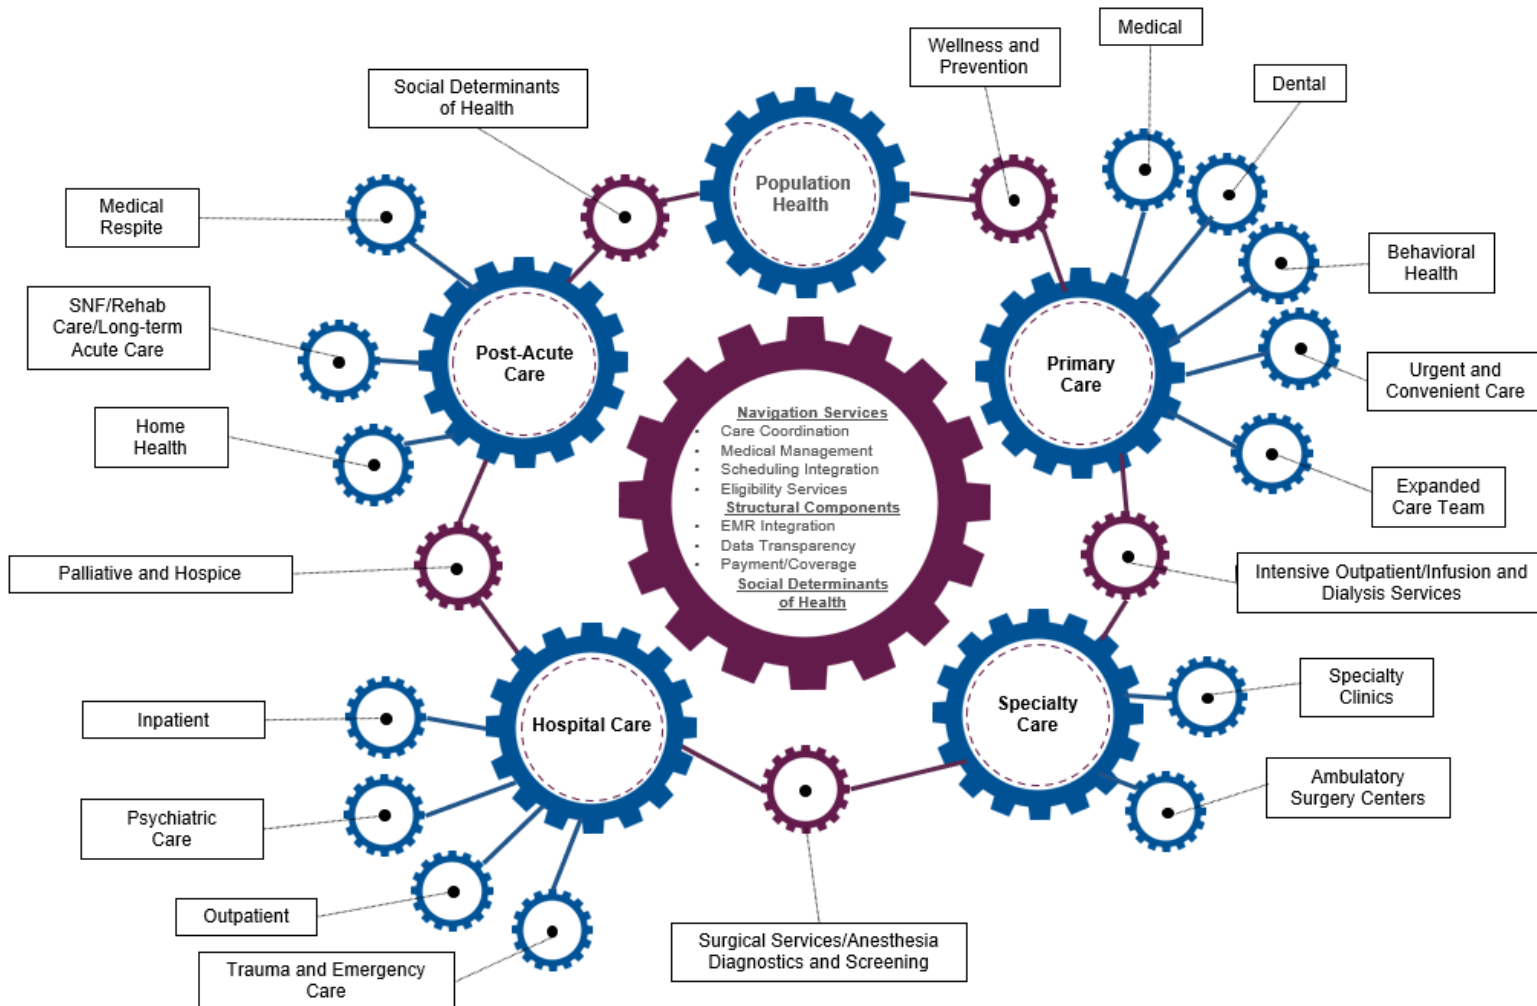 Medical
Wellness and
Prevention
Dental
Social Determinants
of Health
Population
Health
Medical
Respite
Behavioral
Health
SNF/Rehab
Care/Long-term
Acute Care
Post-Acute
Care
Primary
Care
Urgent and
Convenient Care
Home
Health
Navigation Services
• Care Coordination
• Medical Management
• Scheduling Integration
• Eligibility Services
Structural Components
• EMR Integration
• Data Transparency
• Payment/Coverage
Social Determinants
of Health
Expanded
Care Team
Palliative and Hospice
Intensive Outpatient/Infusion and
Dialysis Services
Inpatient
Hospital Care
Specialty
Care
Specialty
Clinics
Psychiatric
Care
Ambulatory
Surgery Centers
Outpatient
Trauma and Emergency
Care
Surgical Services/Anesthesia
Diagnostics and Screening